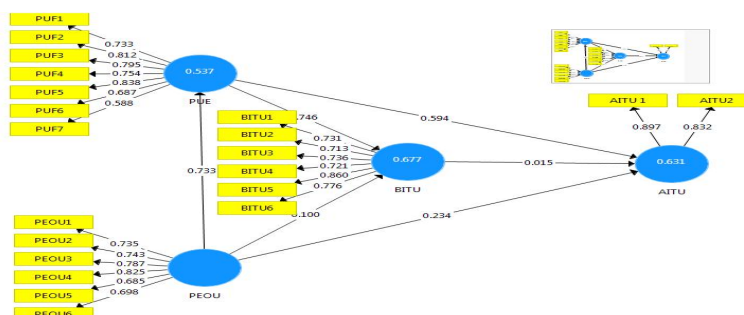 PUF1
PUF2
PUF3
PUF4
PUF5
PUF6
PUF7
0.733
0.812
0.795
0.754
0.838
0.687
0.588
0.537
PUE
BITU1
BITU2
BITU3
BITU4
BITU5
BITU6
.746
0.731
0.713
0.736
0.721
0.860
0.776
0.100
0.677
BITU
0.594
0.015
0.234
0.733
AITU 1
AITU2
0.897
0.832
0.631
AITU
PEOU1
PEOU2
PEOU3
PEOU4
PEOU5
PEOU6
0.735
0.743
0.787
0.825
0.685
0.698
PEOU